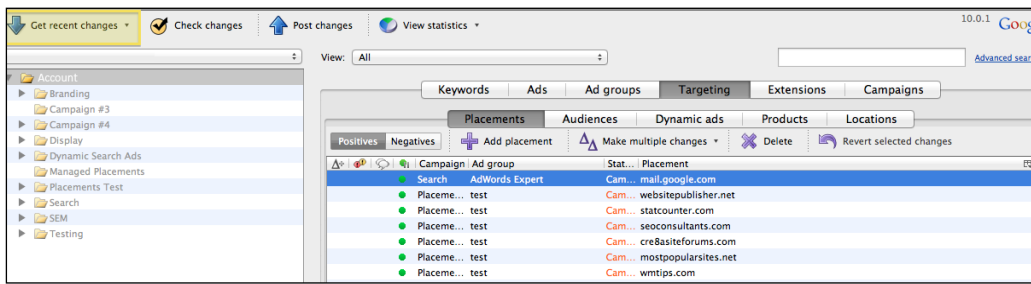 Get recent changes Check changes Post changes View statistics 10.0.1
View: All Advanced sear
Account
Branding
Campaign #3
Campaign #4
Display
Dynamic Search Ads
Managed Placements
Placements Test
Search
SEM
Testing
Keywords Ads Ad groups Targeting Extensions Campaigns
Placements Audiences Dynamic ads Products Locations
Positives Negatives Add placement Make multiple changes Delete Revert selected changes
Campaign Ad group Stat... Placement
Search AdWords Expert Cam... mail.google.com
Placeme... test Cam... websitepublisher.net
Placeme... test Cam... statcounter.com
Placeme... test Cam... seoconsultants.com
Placeme... test Cam... cre8asiteforums.com
Placeme... test Cam... mostpopularsites.net
Placeme... test Cam... wmtips.com